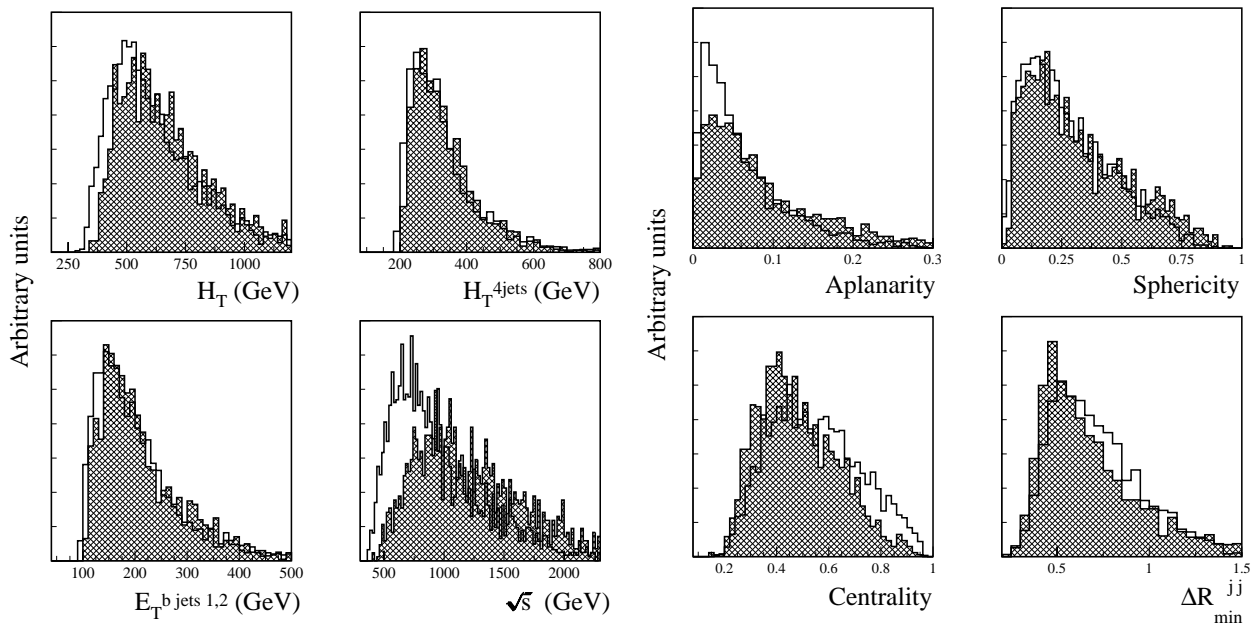 Arbitrary units
250 500 750 1000
H_T (GeV)
200 400 600 800
H_T^4jets (GeV)
100 200 300 400 500
E_T^b jets 1,2 (GeV)
500 1000 1500 2000
√s (GeV)
Arbitrary units
0 0.1 0.2 0.3
Aplanarity
0 0.25 0.5 0.75 1
Sphericity
0.2 0.4 0.6 0.8 1
Centrality
0.5 1 1.5
ΔR_min^jj